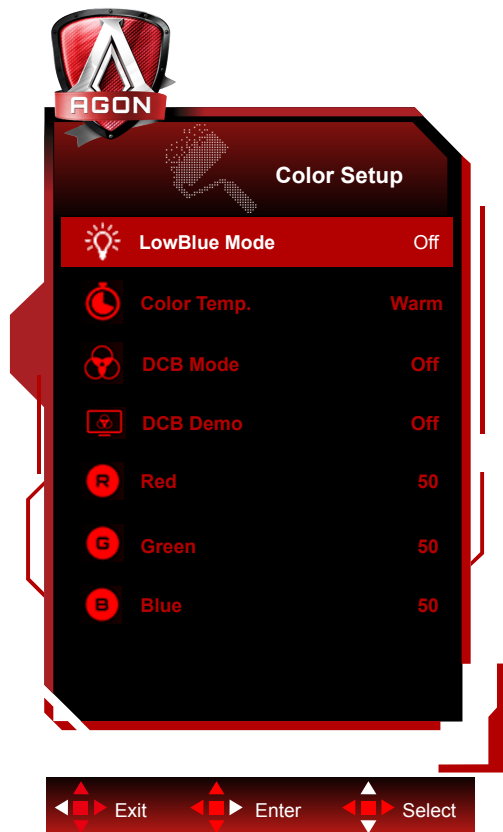 AGON
Color Setup
LowBlue Mode Off
Color Temp. Warm
DCB Mode Off
DCB Demo Off
R Red 50
G Green 50
B Blue 50
Exit Enter Select